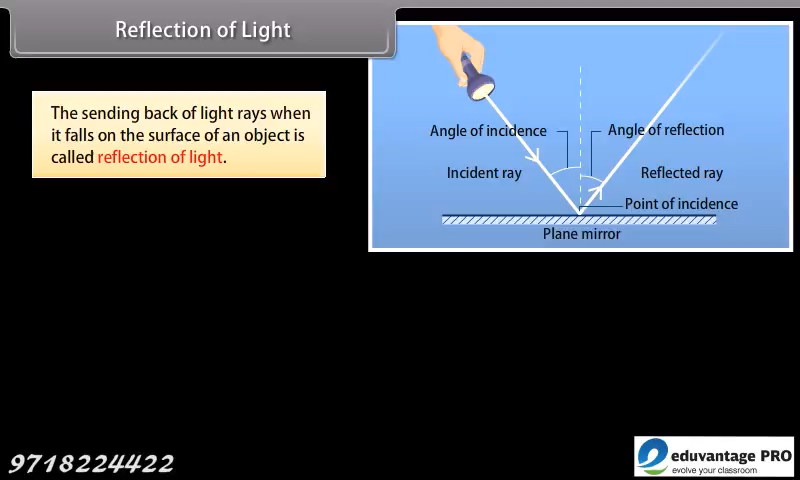 Reflection of Light
The sending back of light rays when
it falls on the surface of an object is
called reflection of light.
Angle of incidence
Angle of reflection
Incident ray
Reflected ray
Point of incidence
Plane mirror
9718224422
eduvantage PRO
evolve your classroom